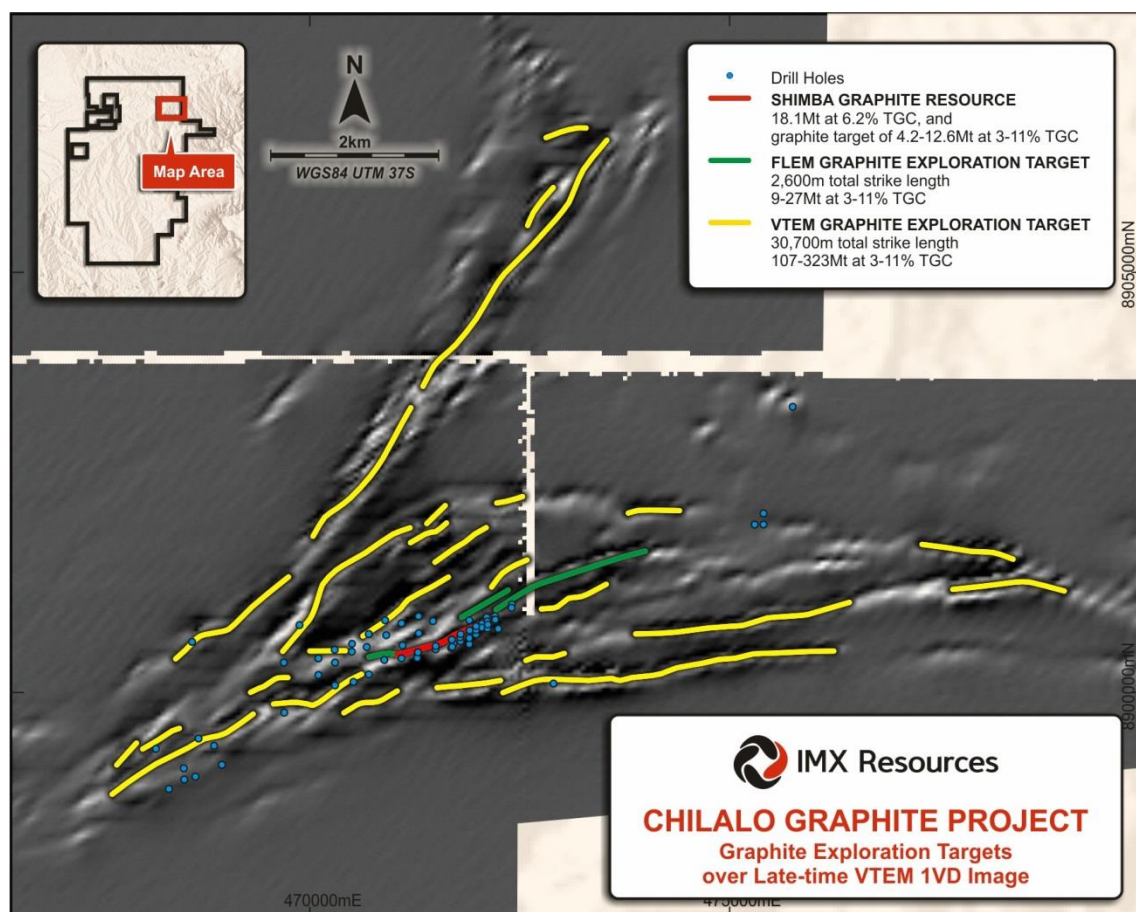 N
2km
WGS84 UTM 37S
Map Area
Drill Holes
SHIMBA GRAPHITE RESOURCE
18.1Mt at 6.2% TGC, and
graphite target of 4.2-12.6Mt at 3-11% TGC
FLEM GRAPHITE EXPLORATION TARGET
2,600m total strike length
9-27Mt at 3-11% TGC
VTEM GRAPHITE EXPLORATION TARGET
30,700m total strike length
107-323Mt at 3-11% TGC
8905000mN
8900000mN
IMX Resources
CHILALO GRAPHITE PROJECT
Graphite Exploration Targets
over Late-time VTEM 1VD Image
470000mE
475000mE